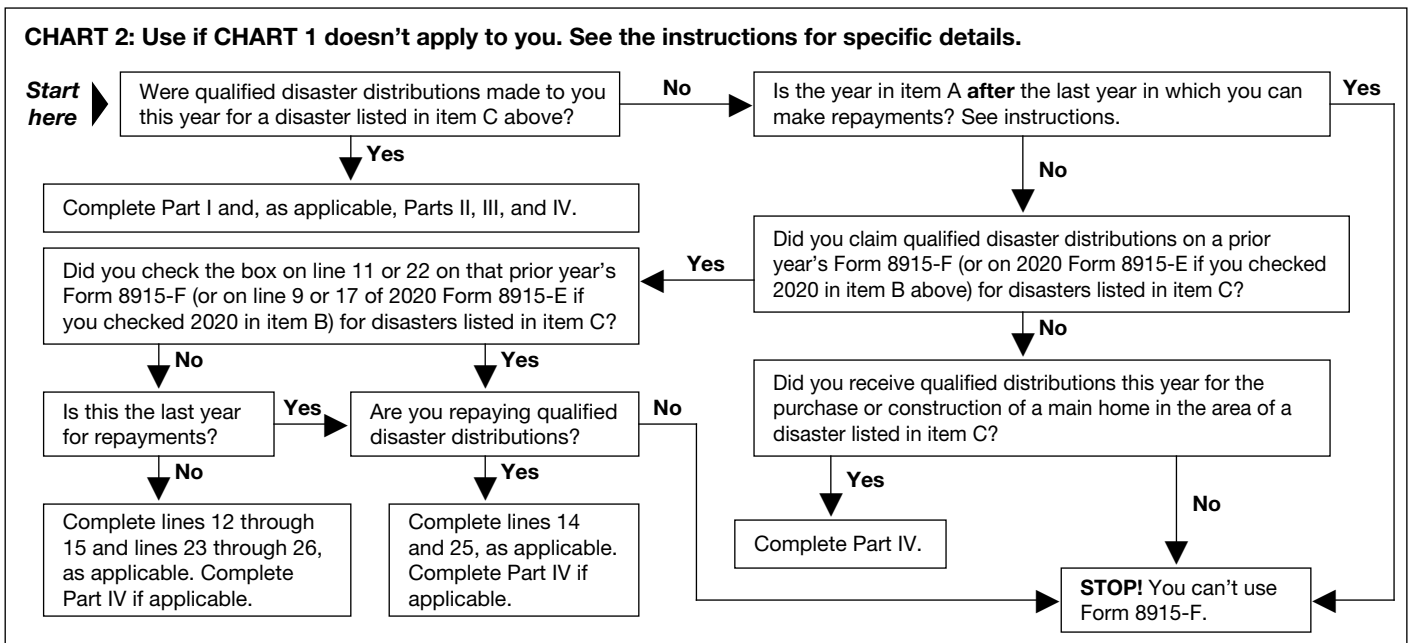 CHART 2: Use if CHART 1 doesn't apply to you. See the instructions for specific details.
Start
here
Were qualified disaster distributions made to you
this year for a disaster listed in item C above?
No
Is the year in item A after the last year in which you can
make repayments? See instructions.
Yes
Yes
No
Complete Part I and, as applicable, Parts II, III, and IV.
Did you claim qualified disaster distributions on a prior
year's Form 8915-F (or on 2020 Form 8915-E if you checked
2020 in item B above) for disasters listed in item C?
Yes
Did you check the box on line 11 or 22 on that prior year's
Form 8915-F (or on line 9 or 17 of 2020 Form 8915-E if
you checked 2020 in item B) for disasters listed in item C?
No
No
Yes
Did you receive qualified distributions this year for the
purchase or construction of a main home in the area of a
disaster listed in item C?
Is this the last year
for repayments?
Yes
Are you repaying qualified
disaster distributions?
No
No
Yes
Yes
No
Complete lines 12 through
15 and lines 23 through 26,
as applicable. Complete
Part IV if applicable.
Complete lines 14
and 25, as applicable.
Complete Part IV if
applicable.
Complete Part IV.
STOP! You can't use
Form 8915-F.